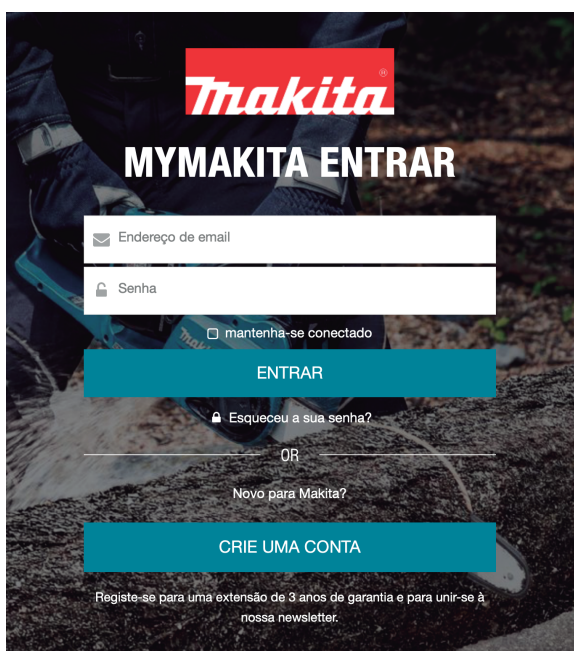 makita®
MYMAKITA ENTRAR
Endereço de email
Senha
mantenha-se conectado
ENTRAR
Esqueceu a sua senha?
OR
Novo para Makita?
CRIE UMA CONTA
Registe-se para uma extensão de 3 anos de garantia e para unir-se à
nossa newsletter.